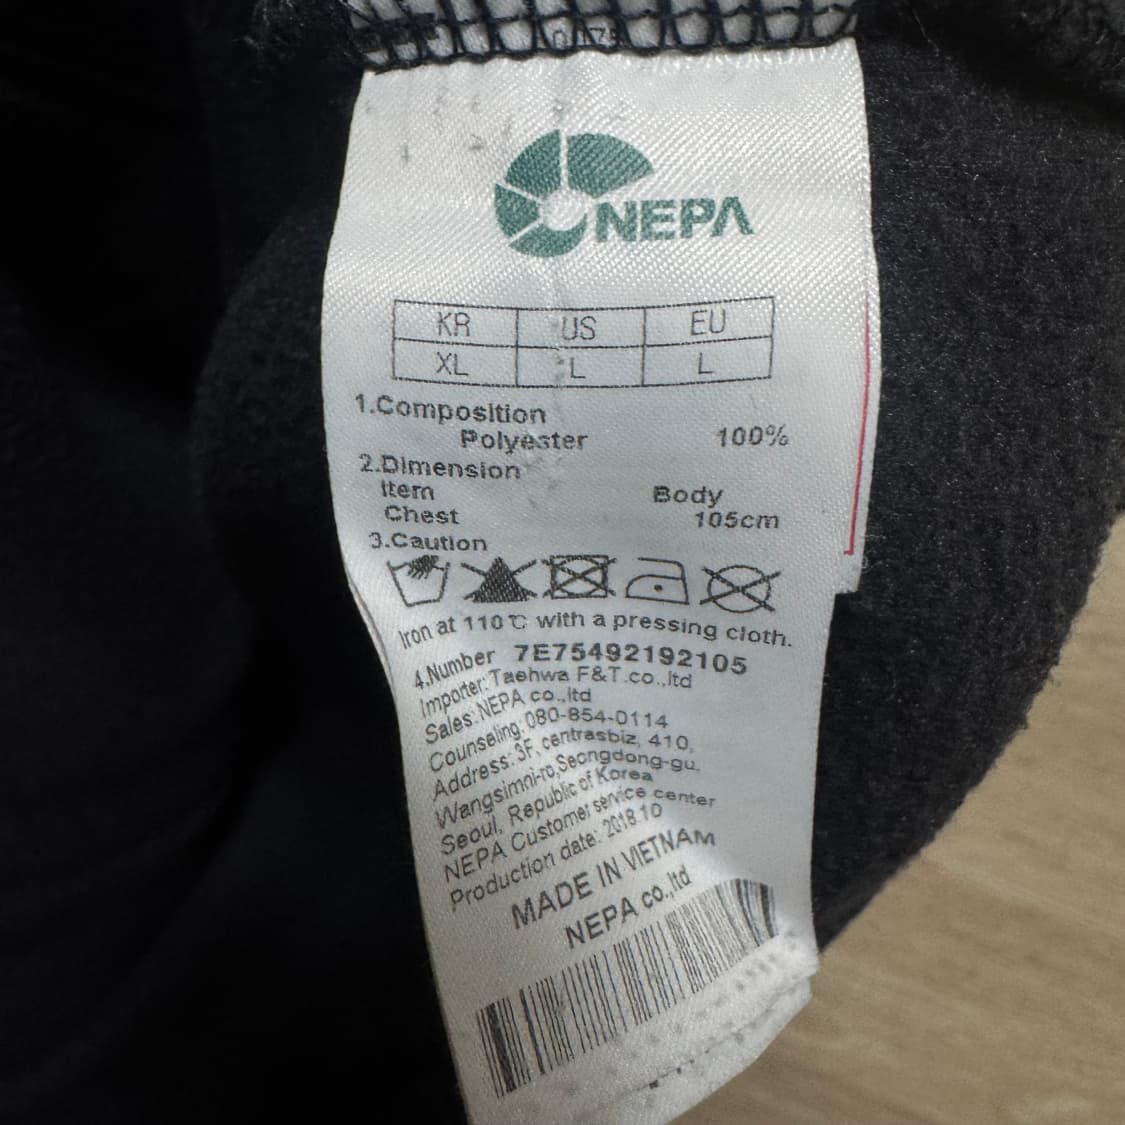 NEPA
KR US EU
XL L L
1.Composition
Polyester 100%
2.Dimension
Item Body
Chest 105cm
3.Caution
Iron at 110℃ with a pressing cloth.
4.Number 7E75492192105
Importer:Taehwa F&T.co.,ltd
Sales:NEPA co.,ltd
Counseling:080-854-0114
Address:3F, centrasbiz, 410,
Wangsimni-ro,Seongdong-gu,
Seoul, Republic of Korea
NEPA Customer service center
Production date: 2018.10
MADE IN VIETNAM
NEPA co.,ltd